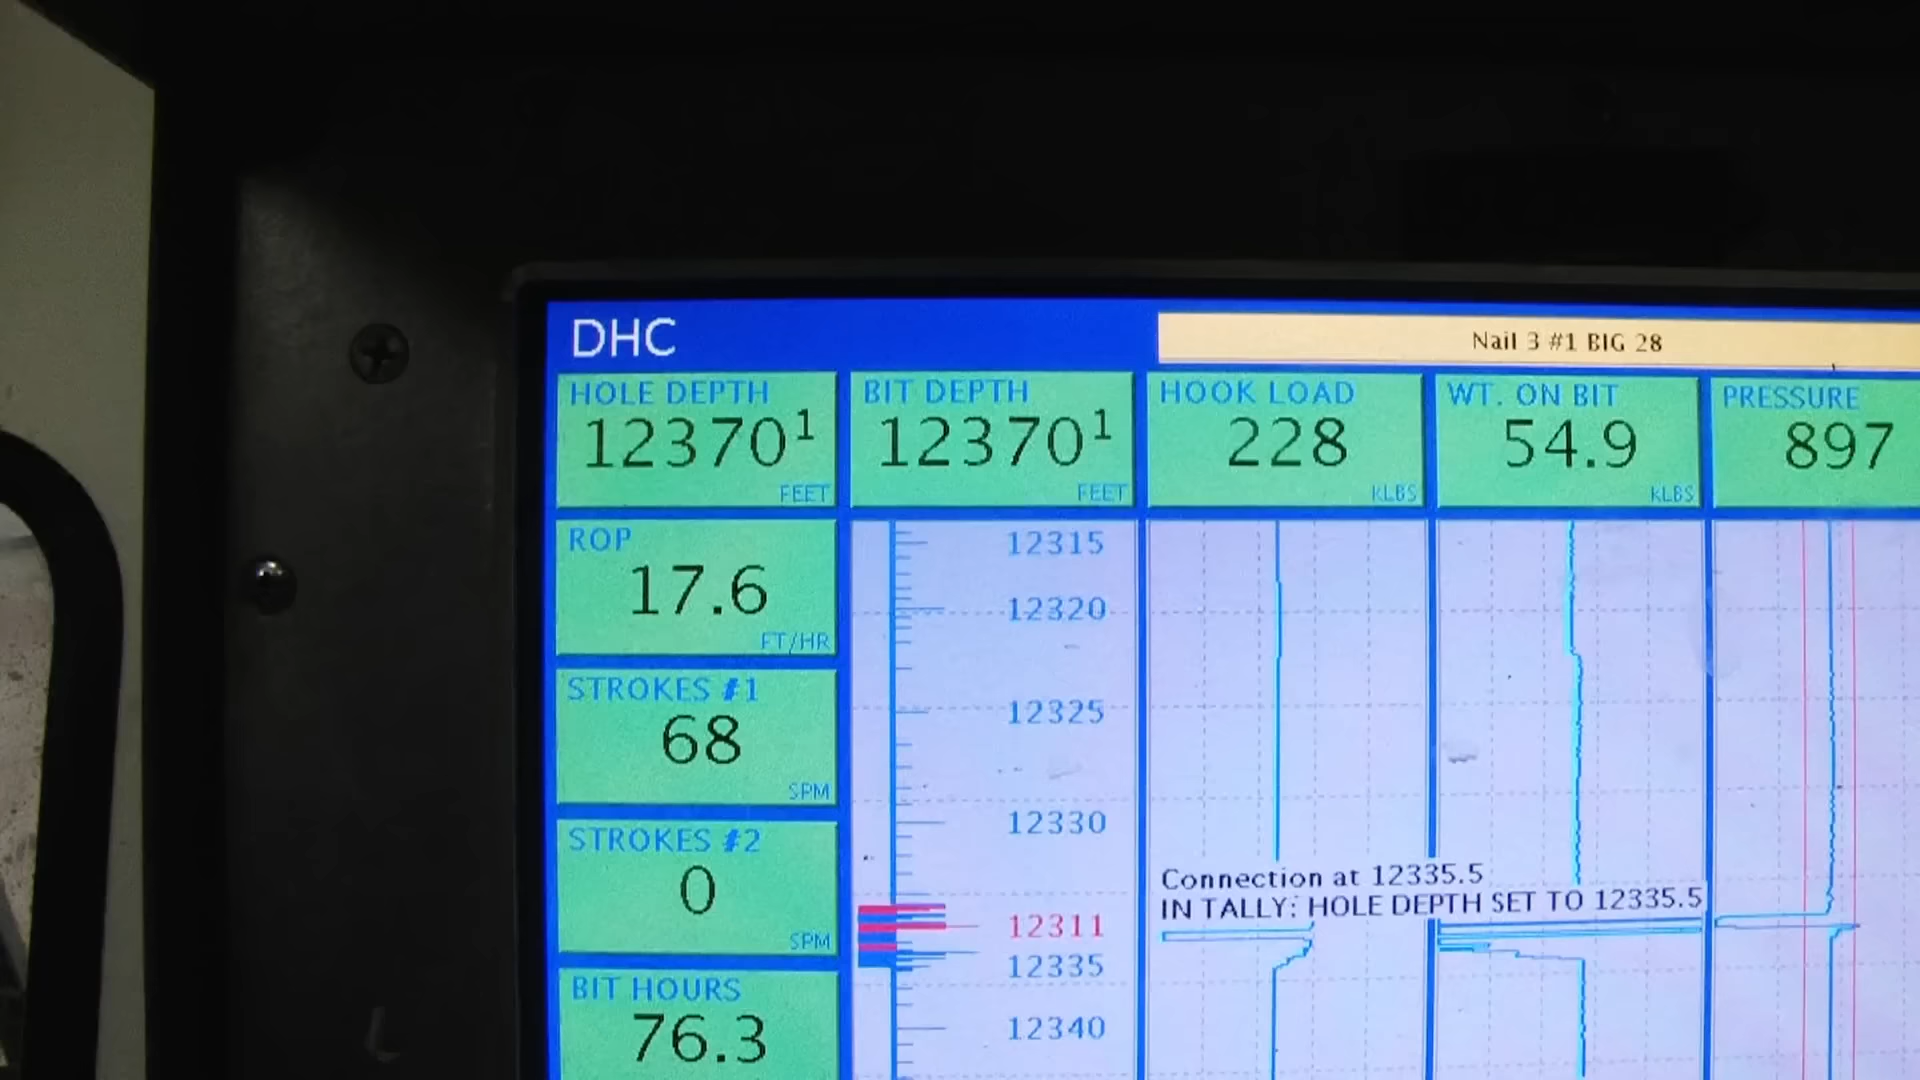 DHC
Nail 3 #1 BIG 28
HOLE DEPTH
12370¹
FEET
BIT DEPTH
12370¹
FEET
HOOK LOAD
228
KLBS
WT. ON BIT
54.9
KLBS
PRESSURE
897
ROP
17.6
FT/HR
STROKES #1
68
SPM
STROKES #2
0
SPM
BIT HOURS
76.3
12315
12320
12325
12330
12311
12335
12340
Connection at 12335.5
IN TALLY: HOLE DEPTH SET TO 12335.5